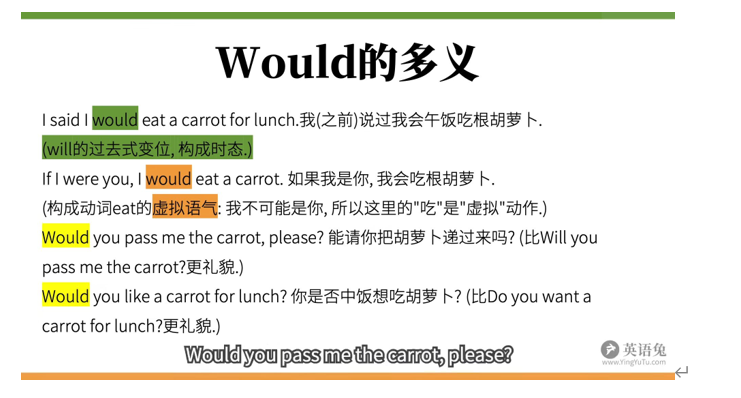 Would的多义
I said I would eat a carrot for lunch.我(之前)说过我会午饭吃根胡萝卜.
(will的过去式变位, 构成时态.)
If I were you, I would eat a carrot. 如果我是你, 我会吃根胡萝卜.
(构成动词eat的虚拟语气: 我不可能是你, 所以这里的"吃"是"虚拟"动作.)
Would you pass me the carrot, please? 能请你把胡萝卜递过来吗? (比Will you
pass me the carrot?更礼貌.)
Would you like a carrot for lunch? 你是否中饭想吃胡萝卜? (比Do you want a
carrot for lunch?更礼貌.)
Would you pass me the carrot, please?
英语兔
www.YingYuTu.com